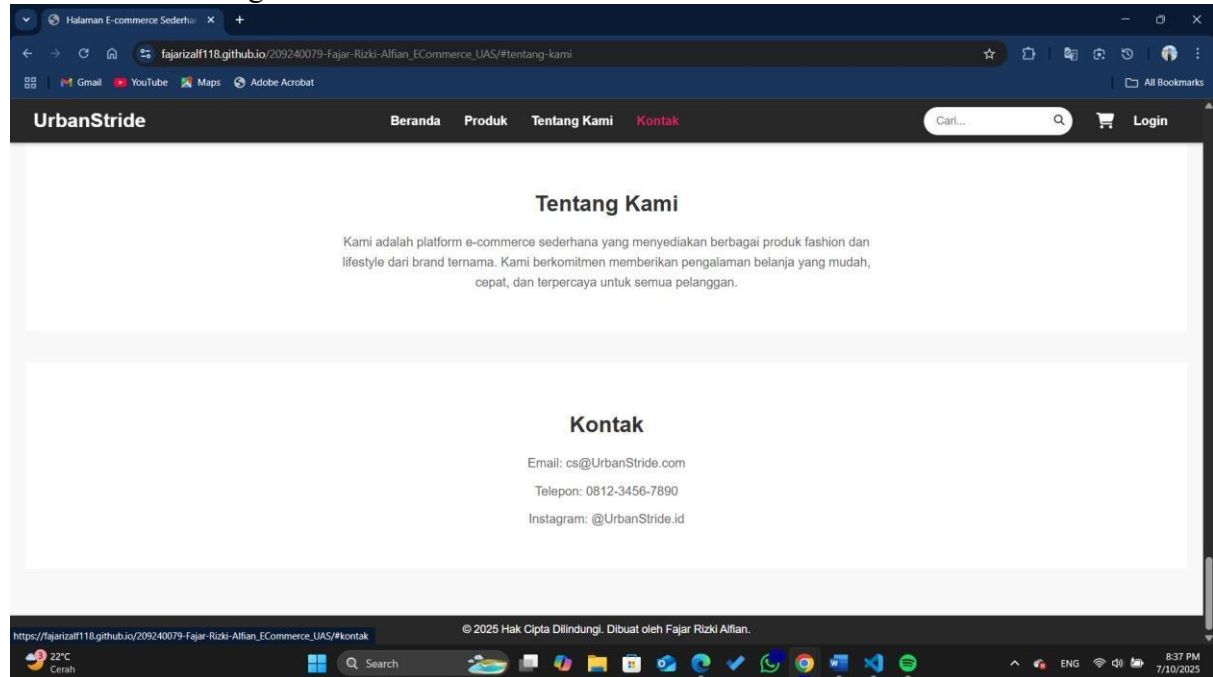 Halaman E-commerce Sederha
fajarizalf118.github.io/209240079-Fajar-Rizki-Alfian_ECommerce_UAS/#tentang-kami
Gmail YouTube Maps Adobe Acrobat All Bookmarks
UrbanStride Beranda Produk Tentang Kami Kontak Cari... Login
Tentang Kami
Kami adalah platform e-commerce sederhana yang menyediakan berbagai produk fashion dan
lifestyle dari brand ternama. Kami berkomitmen memberikan pengalaman belanja yang mudah,
cepat, dan terpercaya untuk semua pelanggan.
Kontak
Email: cs@UrbanStride.com
Telepon: 0812-3456-7890
Instagram: @UrbanStride.id
© 2025 Hak Cipta Dilindungi. Dibuat oleh Fajar Rizki Alfian.
https://fajarizalf118.github.io/209240079-Fajar-Rizki-Alfian_ECommerce_UAS/#kontak
3 22°C Search ENG 8:37 PM
Cerah 7/10/2025